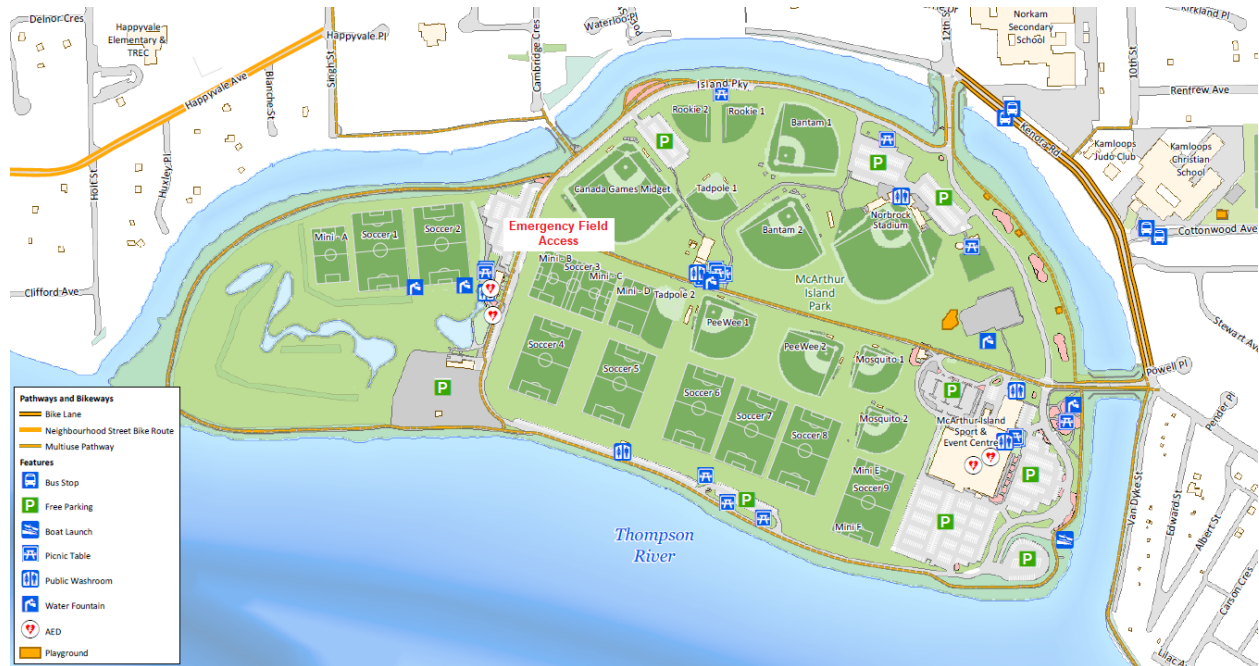 Delnor Cres
Happyvale
Elementary &
TREC
Happyvale Pl
Singh St
Cambridge Cres
Waterloo Pl
12th St
Norkam
Secondary
School
Kirkland Pl
10th St
Renfrew Ave
Happyvale Ave
Blanche St
Holt St
Huxley Pl
Clifford Ave
Island Pky
Rookie 2
Rookie 1
Bantam 1
Kenora Rd
Kamloops
Judo Club
Kamloops
Christian
School
Cottonwood Ave
Canada Games Midget
Tadpole 1
Bantam 2
Norbrock
Stadium
Emergency Field
Access
Mini - A
Soccer 1
Soccer 2
Mini - B
Soccer 3
Mini - C
Mini - D
Tadpole 2
McArthur
Island
Park
PeeWee 1
PeeWee 2
Mosquito 1
Mosquito 2
Soccer 4
Soccer 5
Soccer 6
Soccer 7
Soccer 8
Mini E
Soccer 9
Mini F
McArthur Island
Sport &
Event Centre
Stewart Ave
Powell Pl
Pender Pl
Van Dyke St
Edward St
Albert St
Carson Cres
Thompson
River
Pathways and Bikeways
Bike Lane
Neighbourhood Street Bike Route
Multiuse Pathway
Features
Bus Stop
P Free Parking
Boat Launch
Picnic Table
Public Washroom
Water Fountain
AED
Playground
P
P
P
P
P
P
P
P
P